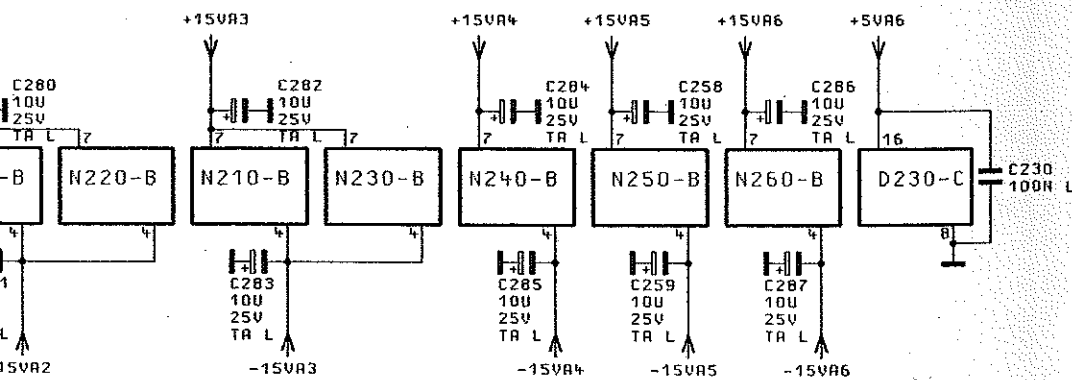 +15VA3
+15VA4
+15VA5
+15VA6
+5VA6
C280
10U
25V
TA L
C282
10U
25V
TA L
C284
10U
25V
TA L
C258
10U
25V
TA L
C286
10U
25V
TA L
+
+
+
+
7
7
7
7
7
7
16
-B
N220-B
N210-B
N230-B
N240-B
N250-B
N260-B
D230-C
C230
100N L
4
4
4
4
4
4
4
8
+
+
+
+
1
L
C283
10U
25V
TA L
C285
10U
25V
TA L
C259
10U
25V
TA L
C287
10U
25V
TA L
15VA2
-15VA3
-15VA4
-15VA5
-15VA6